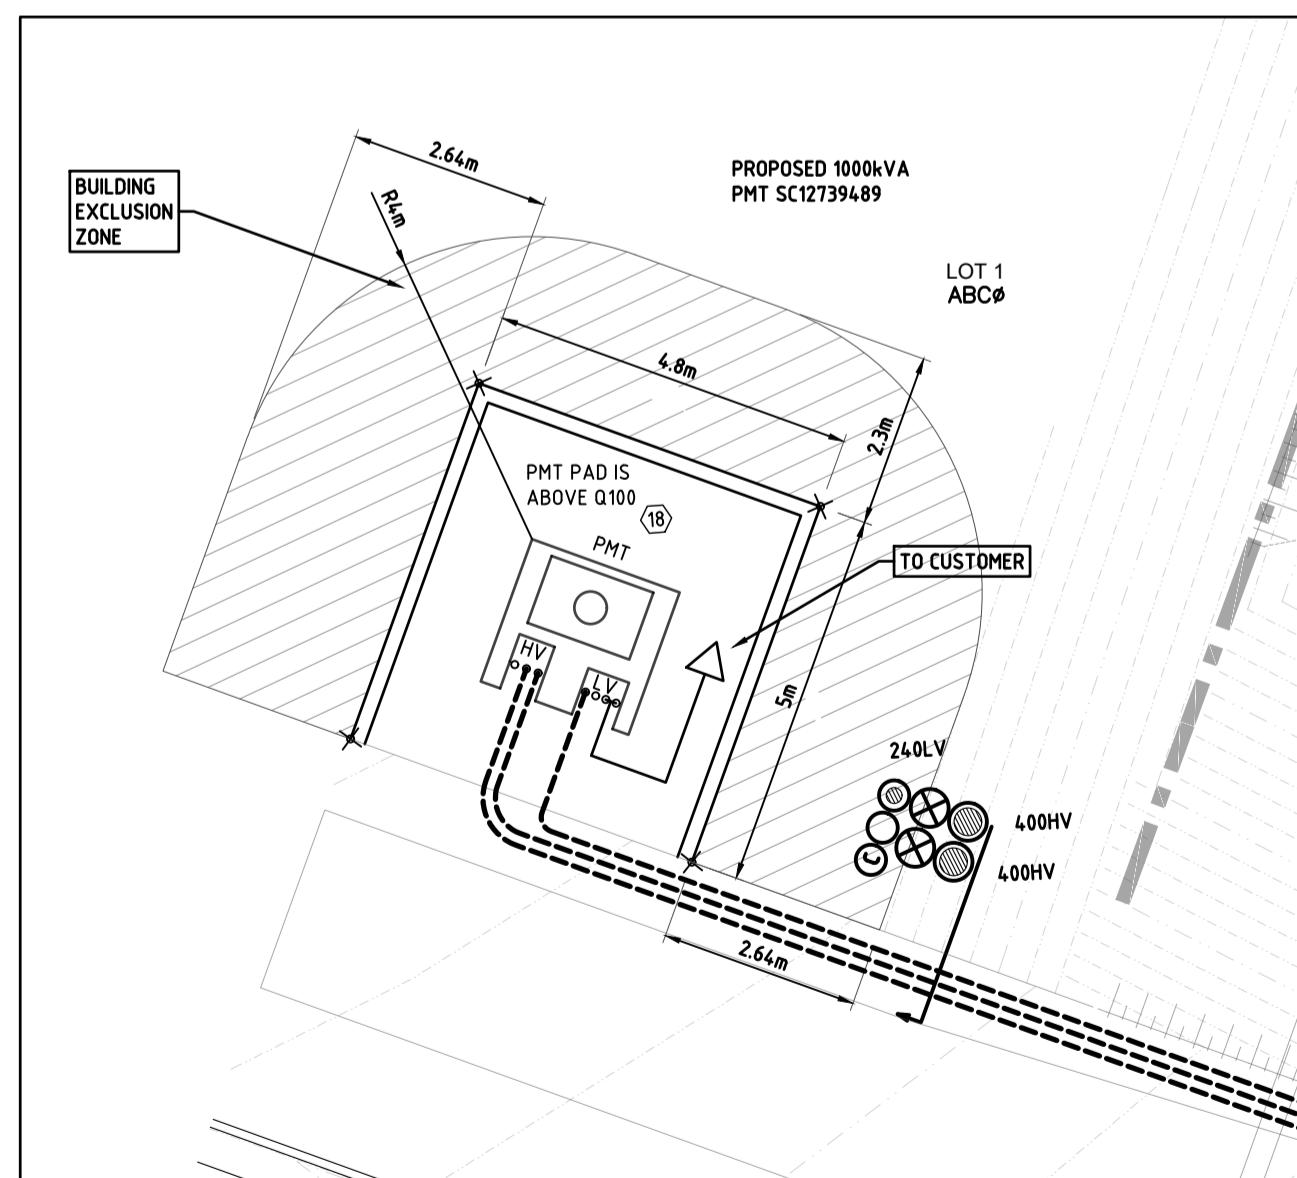 2.64m
PROPOSED 1000kVA
PMT SC12739489
BUILDING
EXCLUSION
ZONE
R4m
LOT 1
ABCø
4.8m
2.3m
PMT PAD IS
ABOVE Q100
18
PMT
TO CUSTOMER
HV
LV
5m
240LV
400HV
C
400HV
2.64m